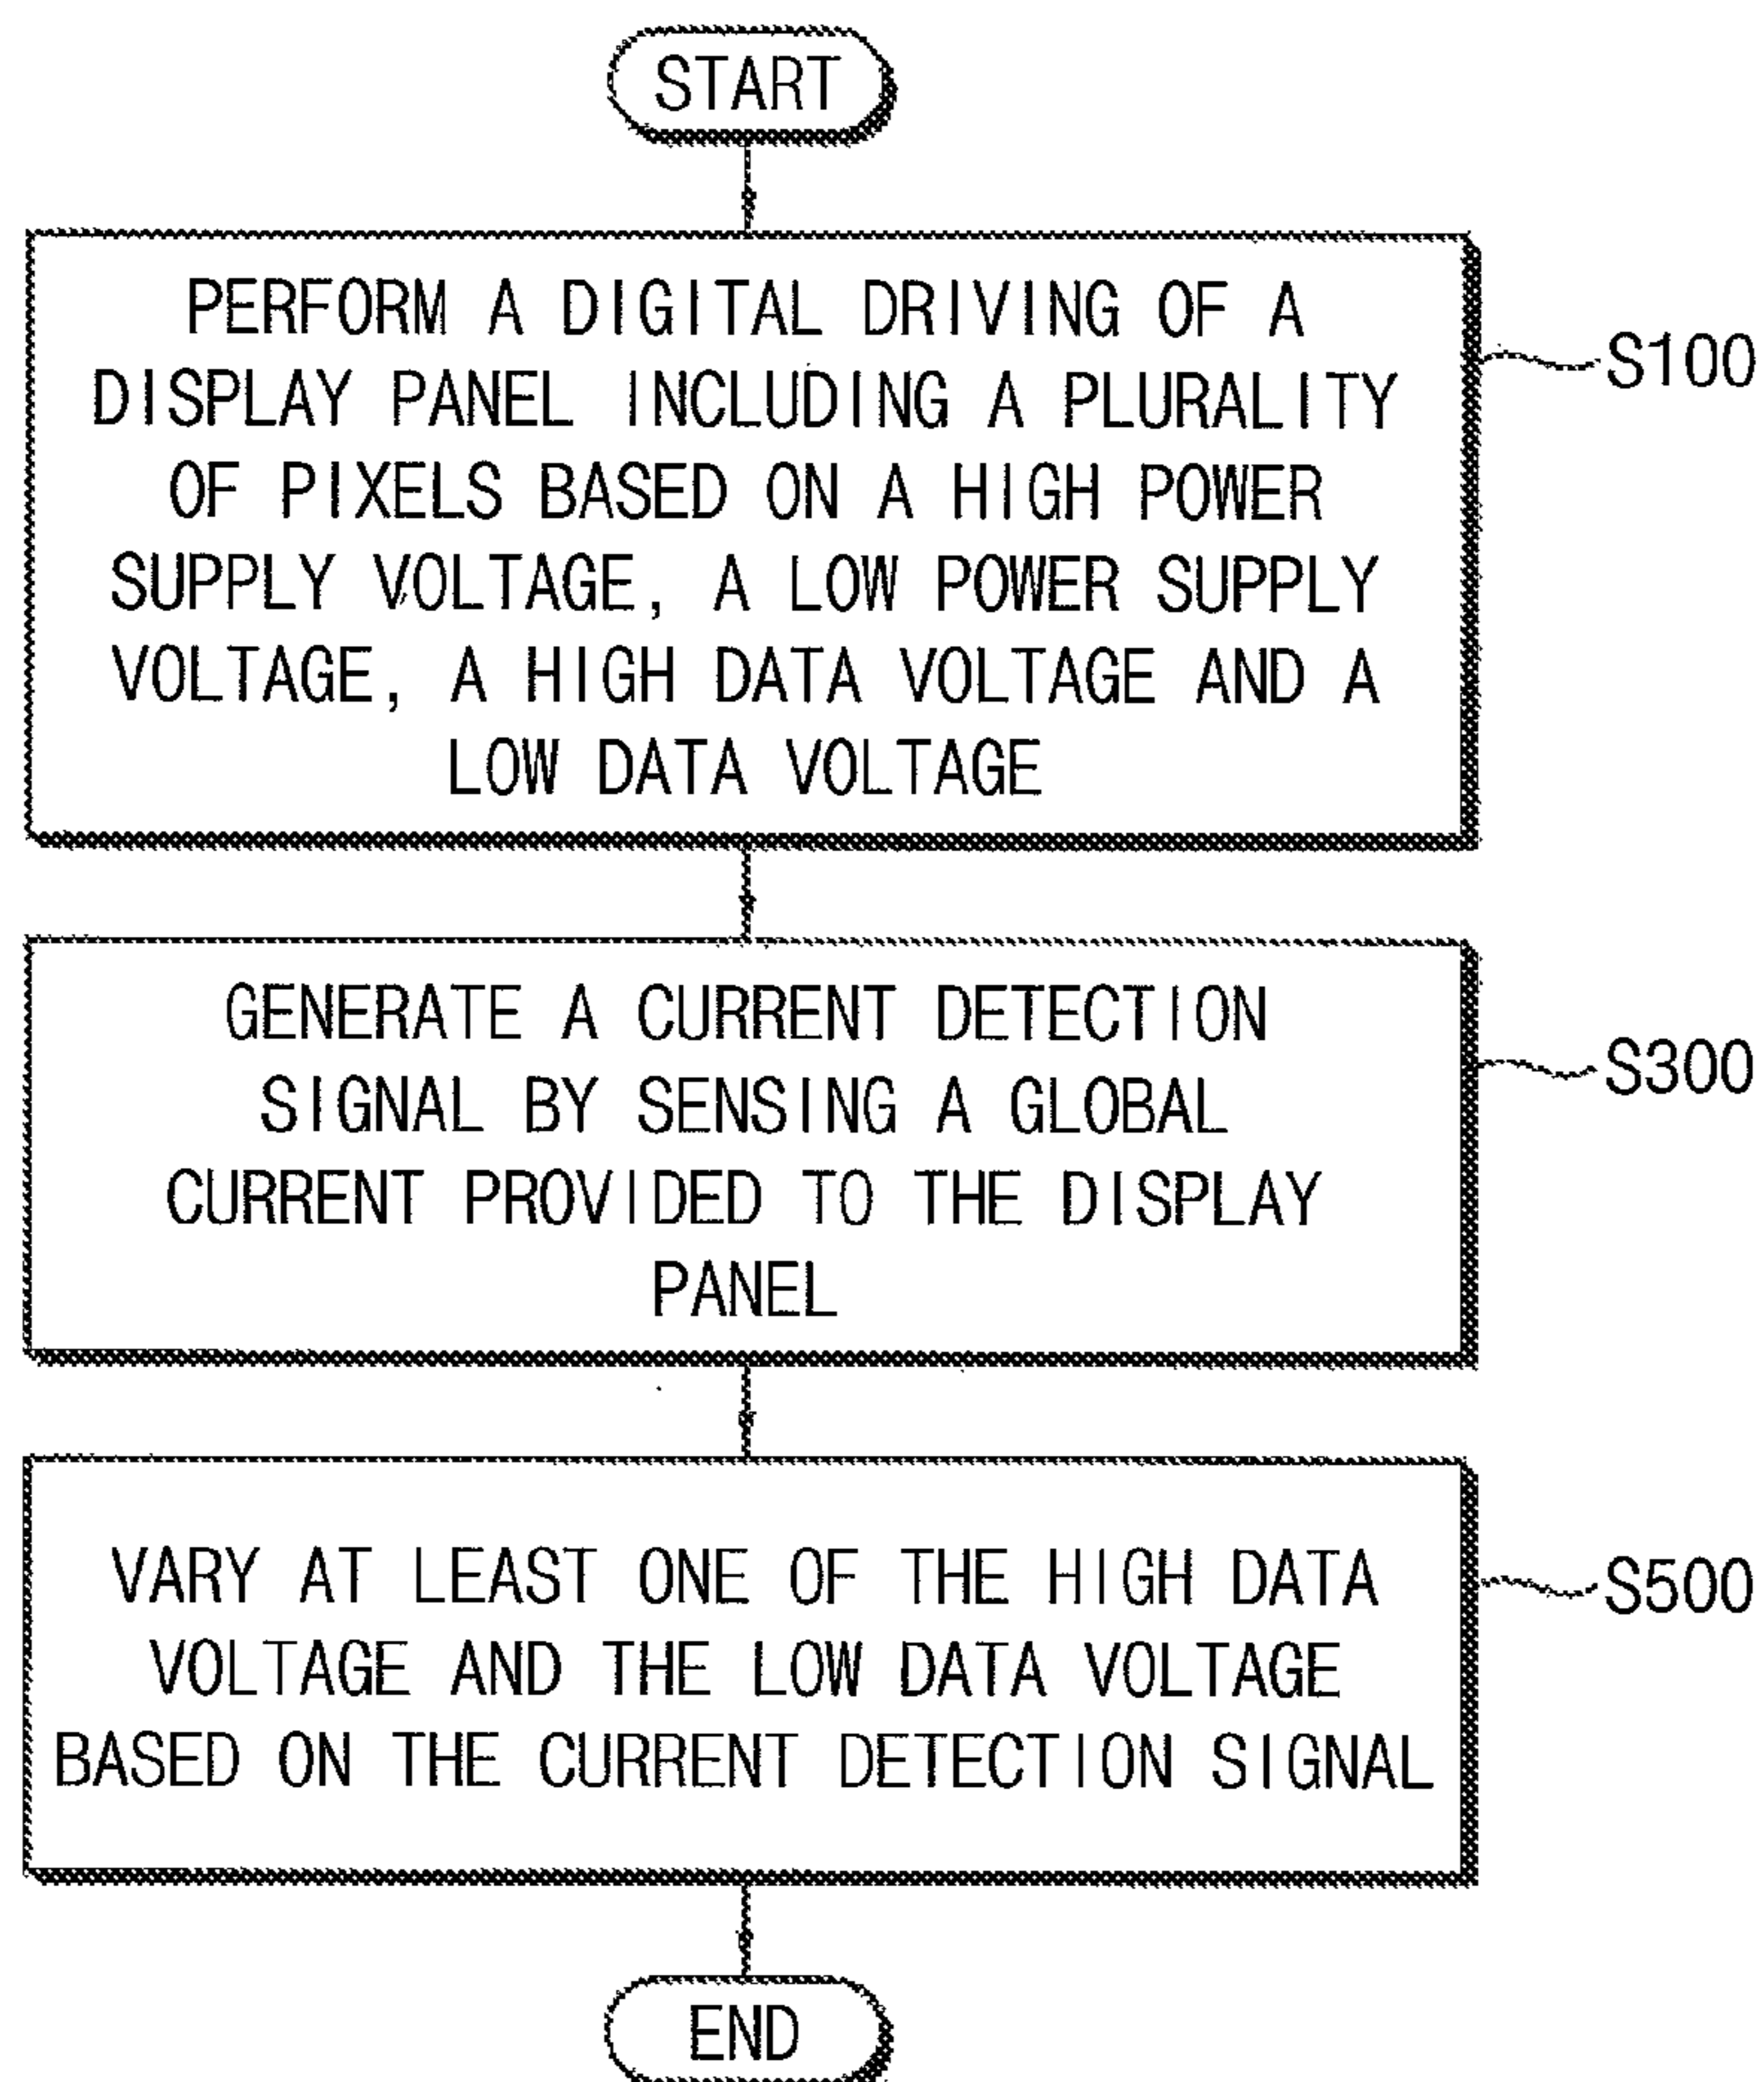 START
PERFORM A DIGITAL DRIVING OF A
DISPLAY PANEL INCLUDING A PLURALITY
OF PIXELS BASED ON A HIGH POWER
SUPPLY VOLTAGE, A LOW POWER SUPPLY
VOLTAGE, A HIGH DATA VOLTAGE AND A
LOW DATA VOLTAGE
S100
GENERATE A CURRENT DETECTION
SIGNAL BY SENSING A GLOBAL
CURRENT PROVIDED TO THE DISPLAY
PANEL
S300
VARY AT LEAST ONE OF THE HIGH DATA
VOLTAGE AND THE LOW DATA VOLTAGE
BASED ON THE CURRENT DETECTION SIGNAL
S500
END